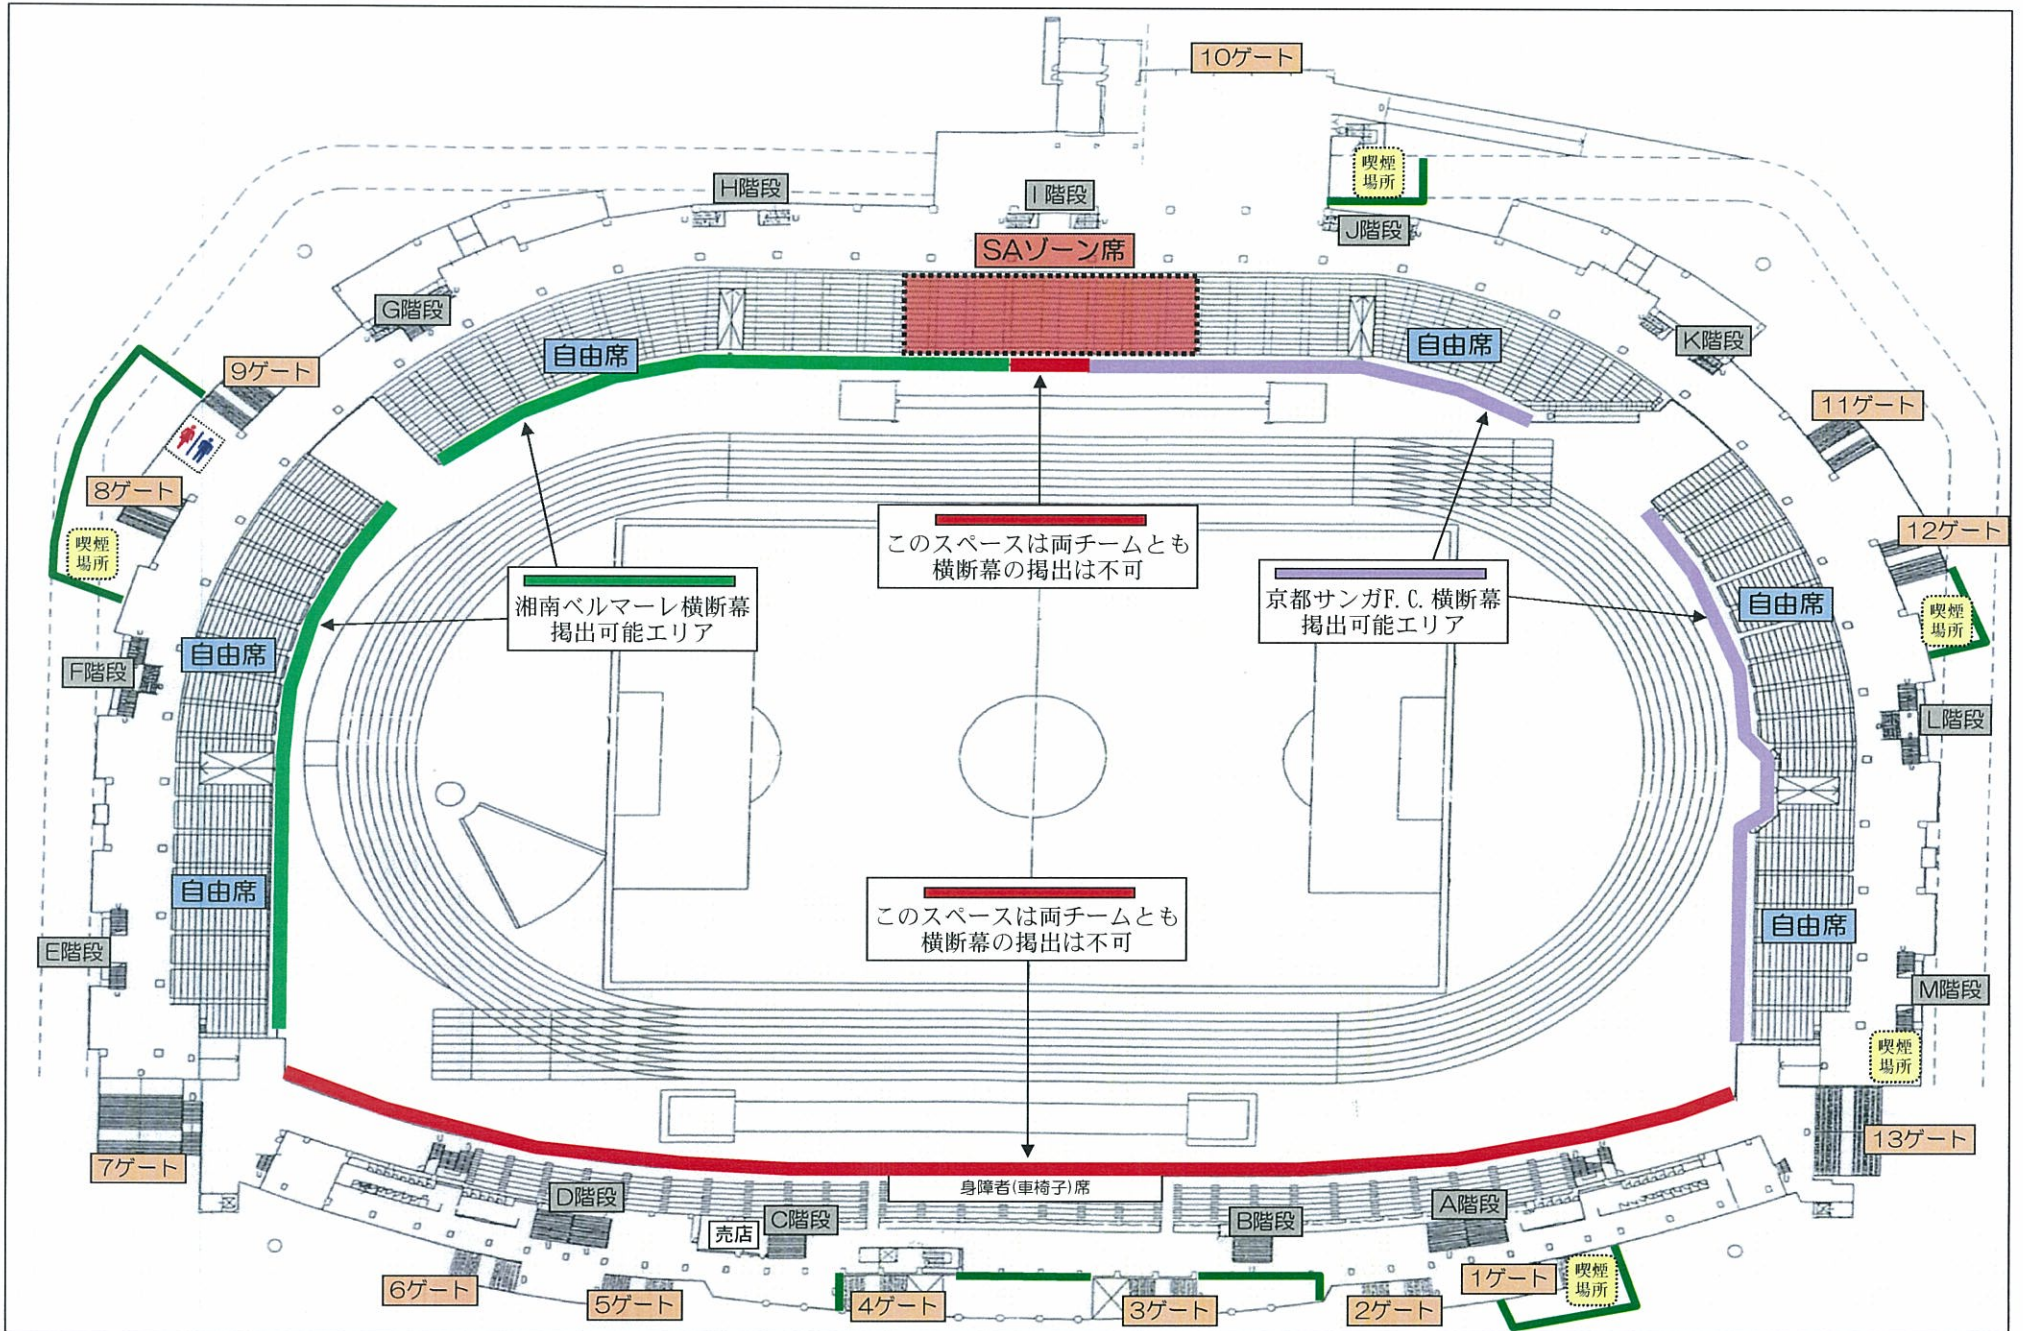 10ゲート
喫煙
場所
H階段
I階段
J階段
SAゾーン席
G階段
自由席
自由席
K階段
9ゲート
11ゲート
8ゲート
喫煙
場所
このスペースは両チームとも
横断幕の掲出は不可
12ゲート
湘南ベルマーレ横断幕
掲出可能エリア
京都サンガF.C.横断幕
掲出可能エリア
自由席
喫煙
場所
自由席
F階段
L階段
自由席
このスペースは両チームとも
横断幕の掲出は不可
自由席
E階段
M階段
喫煙
場所
7ゲート
13ゲート
身障者(車椅子)席
D階段
C階段
売店
B階段
A階段
6ゲート
5ゲート
4ゲート
3ゲート
2ゲート
1ゲート
喫煙
場所